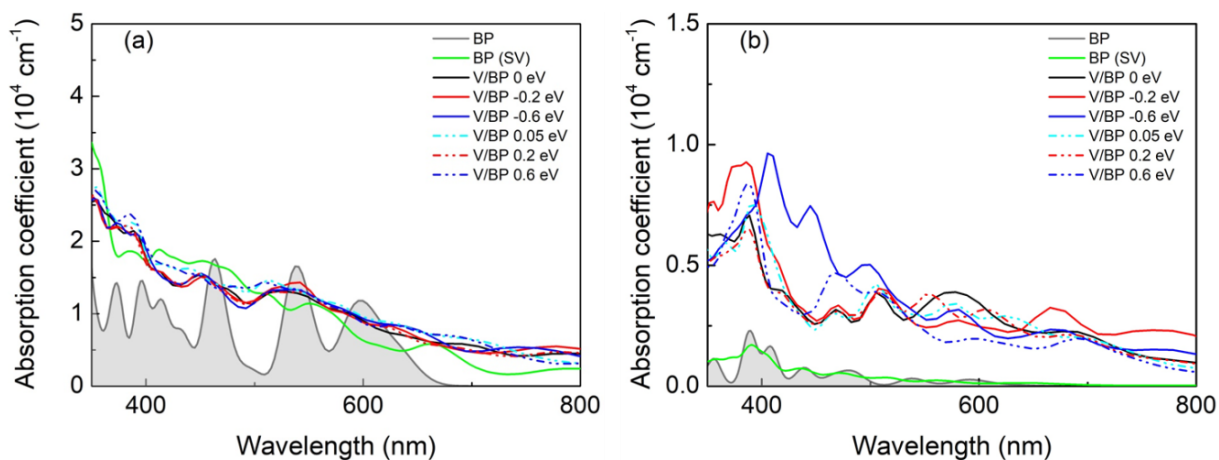 (a)
BP
BP (SV)
V/BP 0 eV
V/BP -0.2 eV
V/BP -0.6 eV
V/BP 0.05 eV
V/BP 0.2 eV
V/BP 0.6 eV
5
4
3
2
1
0
Absorption coefficient (10⁴ cm⁻¹)
400
600
800
Wavelength (nm)
(b)
BP
BP (SV)
V/BP 0 eV
V/BP -0.2 eV
V/BP -0.6 eV
V/BP 0.05 eV
V/BP 0.2 eV
V/BP 0.6 eV
1.5
1.0
0.5
0.0
Absorption coefficient (10⁴ cm⁻¹)
400
500
600
800
Wavelength (nm)